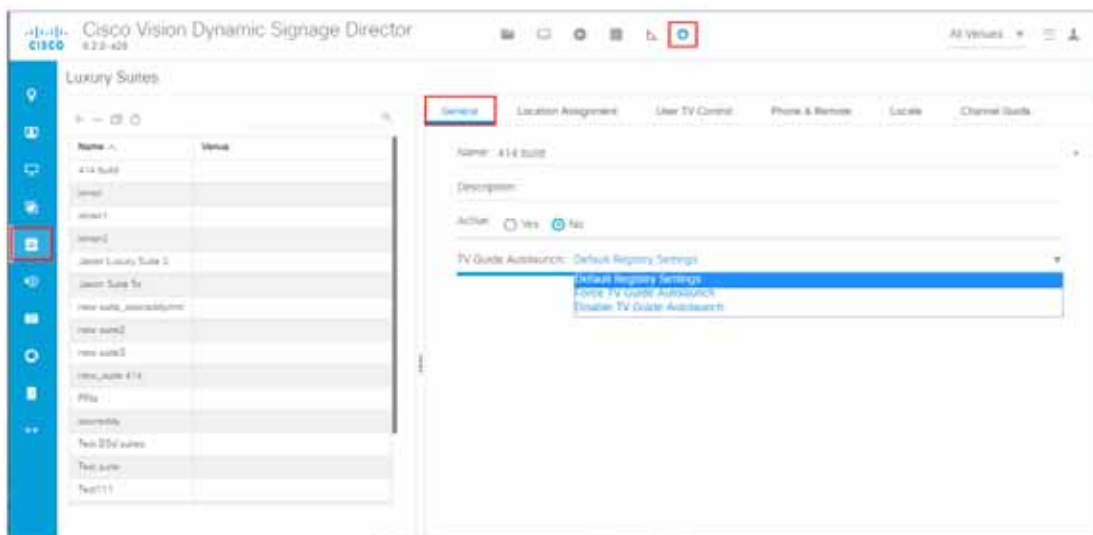 CISCO
Cisco Vision Dynamic Signage Director
All Venues
Luxury Suites
General
Location Assignment
User TV Control
Phone & Remote
Locale
Channel Guide
Name
Venue
414 build
Jason Luxury Suite 2
Jason Suite 5x
new suite2
new suite3
new_suite 414
Test suite
Test111
Name: 414 build
Description:
Active: Yes No
TV Guide Autolaunch: Default Registry Settings
Default Registry Settings
Force TV Guide Autolaunch
Disable TV Guide Autolaunch